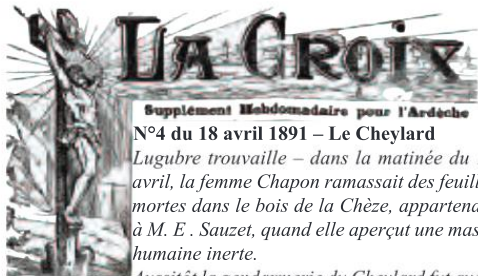 LA CROIX
Supplément Hebdomadaire pour l'Ardèche
N°4 du 18 avril 1891 – Le Cheylard
Lugubre trouvaille – dans la matinée du
avril, la femme Chapon ramassait des feuill
mortes dans le bois de la Chèze, appartena
à M. E . Sauzet, quand elle aperçut une mas
humaine inerte.